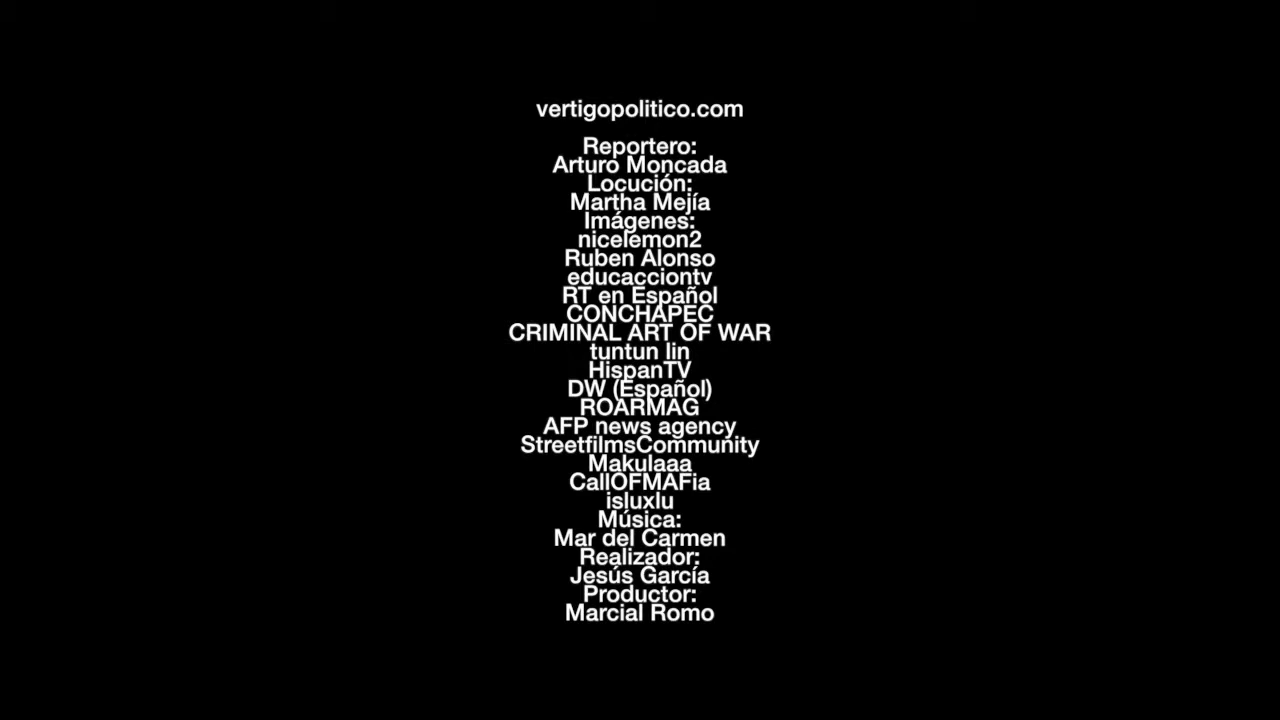 vertigopolitico.com
Reportero:
Arturo Moncada
Locución:
Martha Mejía
Imágenes:
nicelemon2
Ruben Alonso
educacciontv
RT en Español
CONCHAPEC
CRIMINAL ART OF WAR
tuntun lin
HispanTV
DW (Español)
ROARMAG
AFP news agency
StreetfilmsCommunity
Makulaaa
CallOFMAFia
isluxlu
Música:
Mar del Carmen
Realizador:
Jesús García
Productor:
Marcial Romo